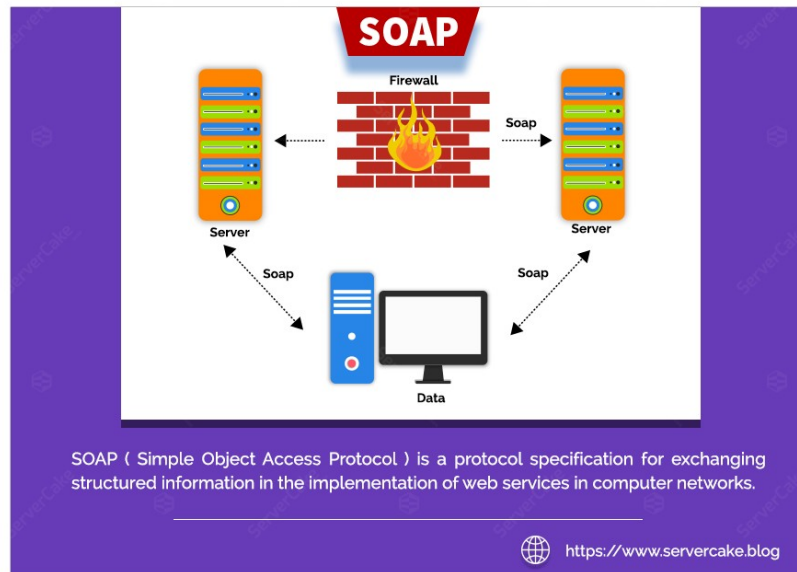 SOAP
Firewall
Soap
Server
Server
Soap
Soap
Data
SOAP ( Simple Object Access Protocol ) is a protocol specification for exchanging
structured information in the implementation of web services in computer networks.
https://www.servercake.blog